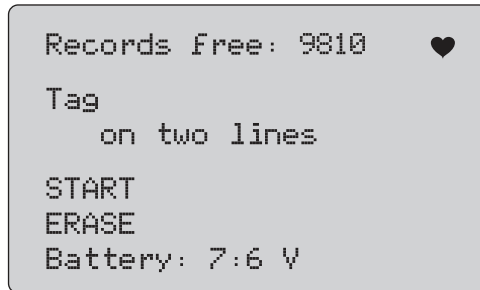 Records free: 9810 ♥
Tag
on two lines
START
ERASE
Battery: 7:6 V